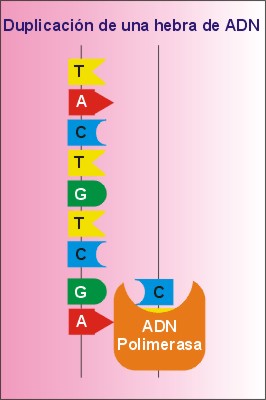 Duplicación de una hebra de ADN
T
A
C
T
G
T
C
G C
A
ADN
Polimerasa